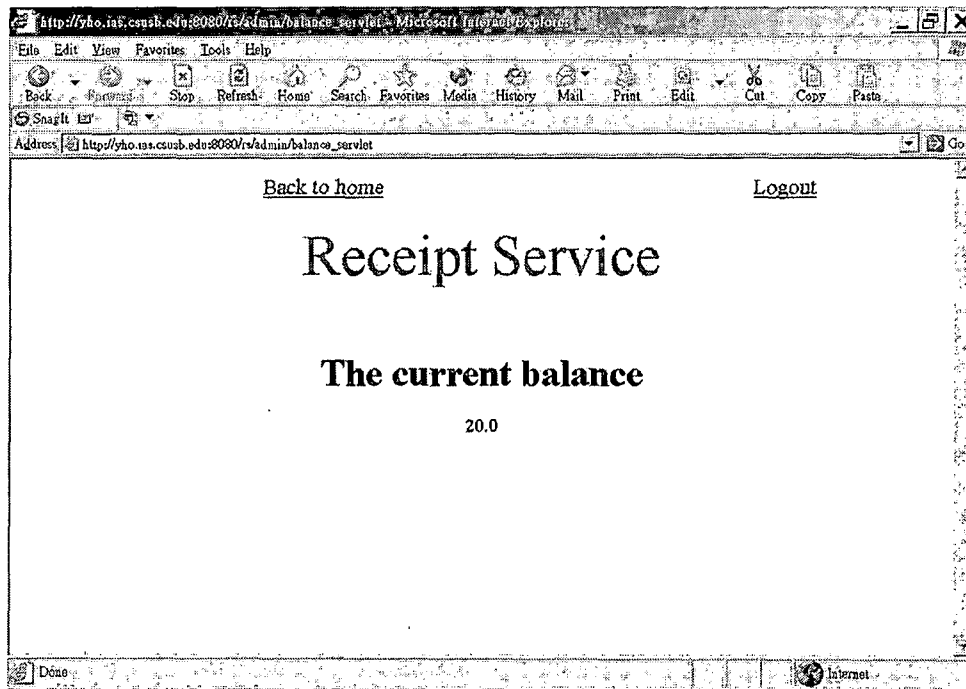 http://yho.ias.csusb.edu:8080/rs/admin/balance_servlet - Microsoft Internet Explorer
File Edit View Favorites Tools Help
Back Forward Stop Refresh Home Search Favorites Media History Mail Print Edit Cut Copy Paste
SnagIt
Address http://yho.ias.csusb.edu:8080/rs/admin/balance_servlet Go
Back to home Logout
Receipt Service
The current balance
20.0
Done Internet